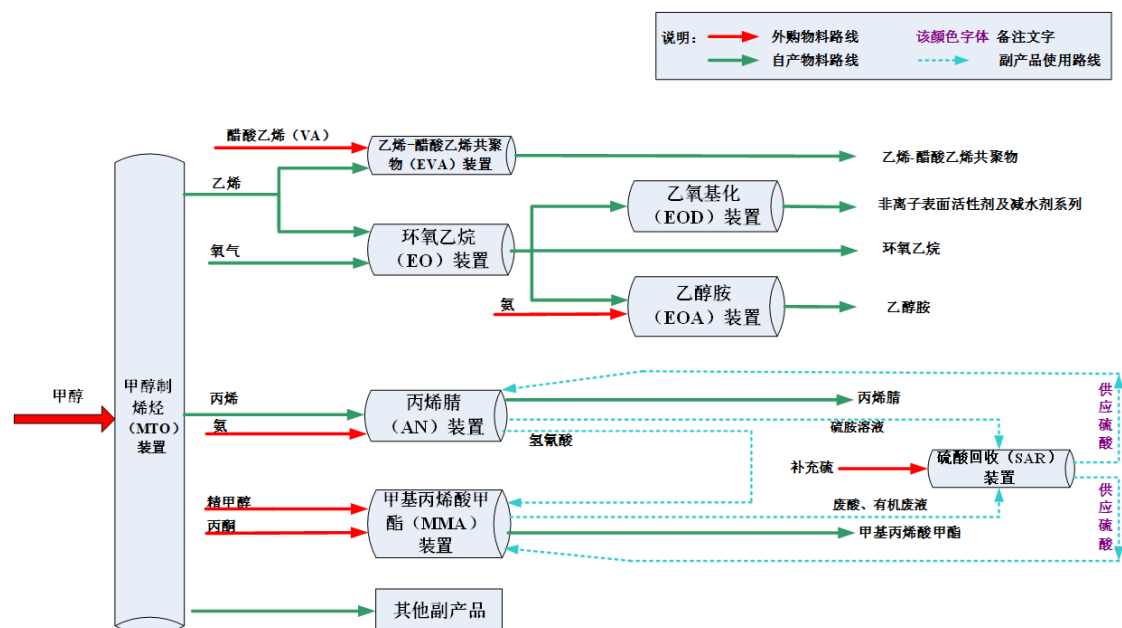 说明：
外购物料路线
该颜色字体 备注文字
自产物料路线
副产品使用路线
醋酸乙烯（VA）
乙烯-醋酸乙烯共聚
物（EVA）装置
乙烯-醋酸乙烯共聚物
乙烯
乙氧基化
（EOD）装置
非离子表面活性剂及减水剂系列
氧气
环氧乙烷
（EO）装置
环氧乙烷
氨
乙醇胺
（EOA）装置
乙醇胺
甲醇
甲醇制
烯烃
（MTO）
装置
丙烯
氨
丙烯腈
（AN）装置
丙烯腈
硫胺溶液
氢氰酸
供应硫酸
补充硫
硫酸回收（SAR）
装置
精甲醇
丙酮
甲基丙烯酸甲
酯（MMA）
装置
废酸、有机废液
甲基丙烯酸甲酯
供应硫酸
其他副产品